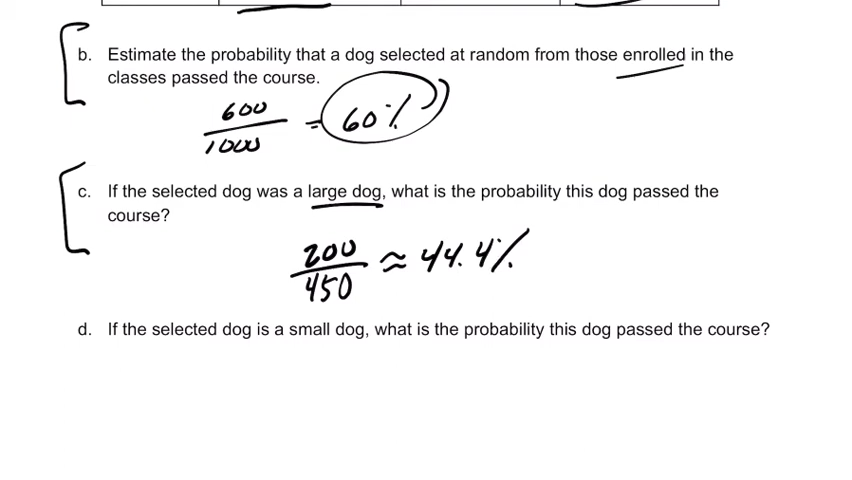 b. Estimate the probability that a dog selected at random from those enrolled in the
classes passed the course.
600
1000
= 60%
c. If the selected dog was a large dog, what is the probability this dog passed the
course?
200
450
≈ 44.4%
d. If the selected dog is a small dog, what is the probability this dog passed the course?